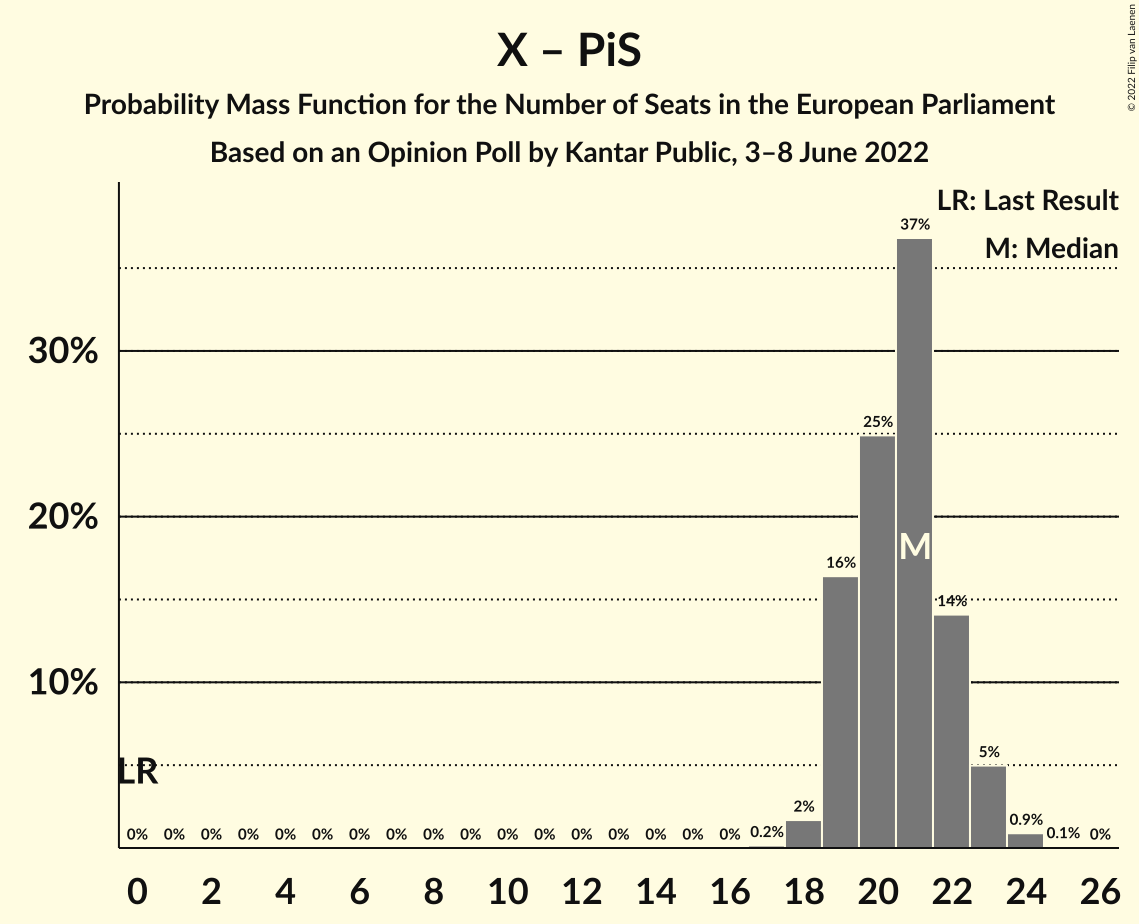 X – PiS
Probability Mass Function for the Number of Seats in the European Parliament
Based on an Opinion Poll by Kantar Public, 3–8 June 2022
© 2022 Filip van Laenen
LR: Last Result
M: Median
30%
20%
10%
37%
25%
16%
14%
5%
2%
0.9%
0.2%
0.1%
M
LR
0% 0% 0% 0% 0% 0% 0% 0% 0% 0% 0% 0% 0% 0% 0% 0% 0% 0%
0 2 4 6 8 10 12 14 16 18 20 22 24 26